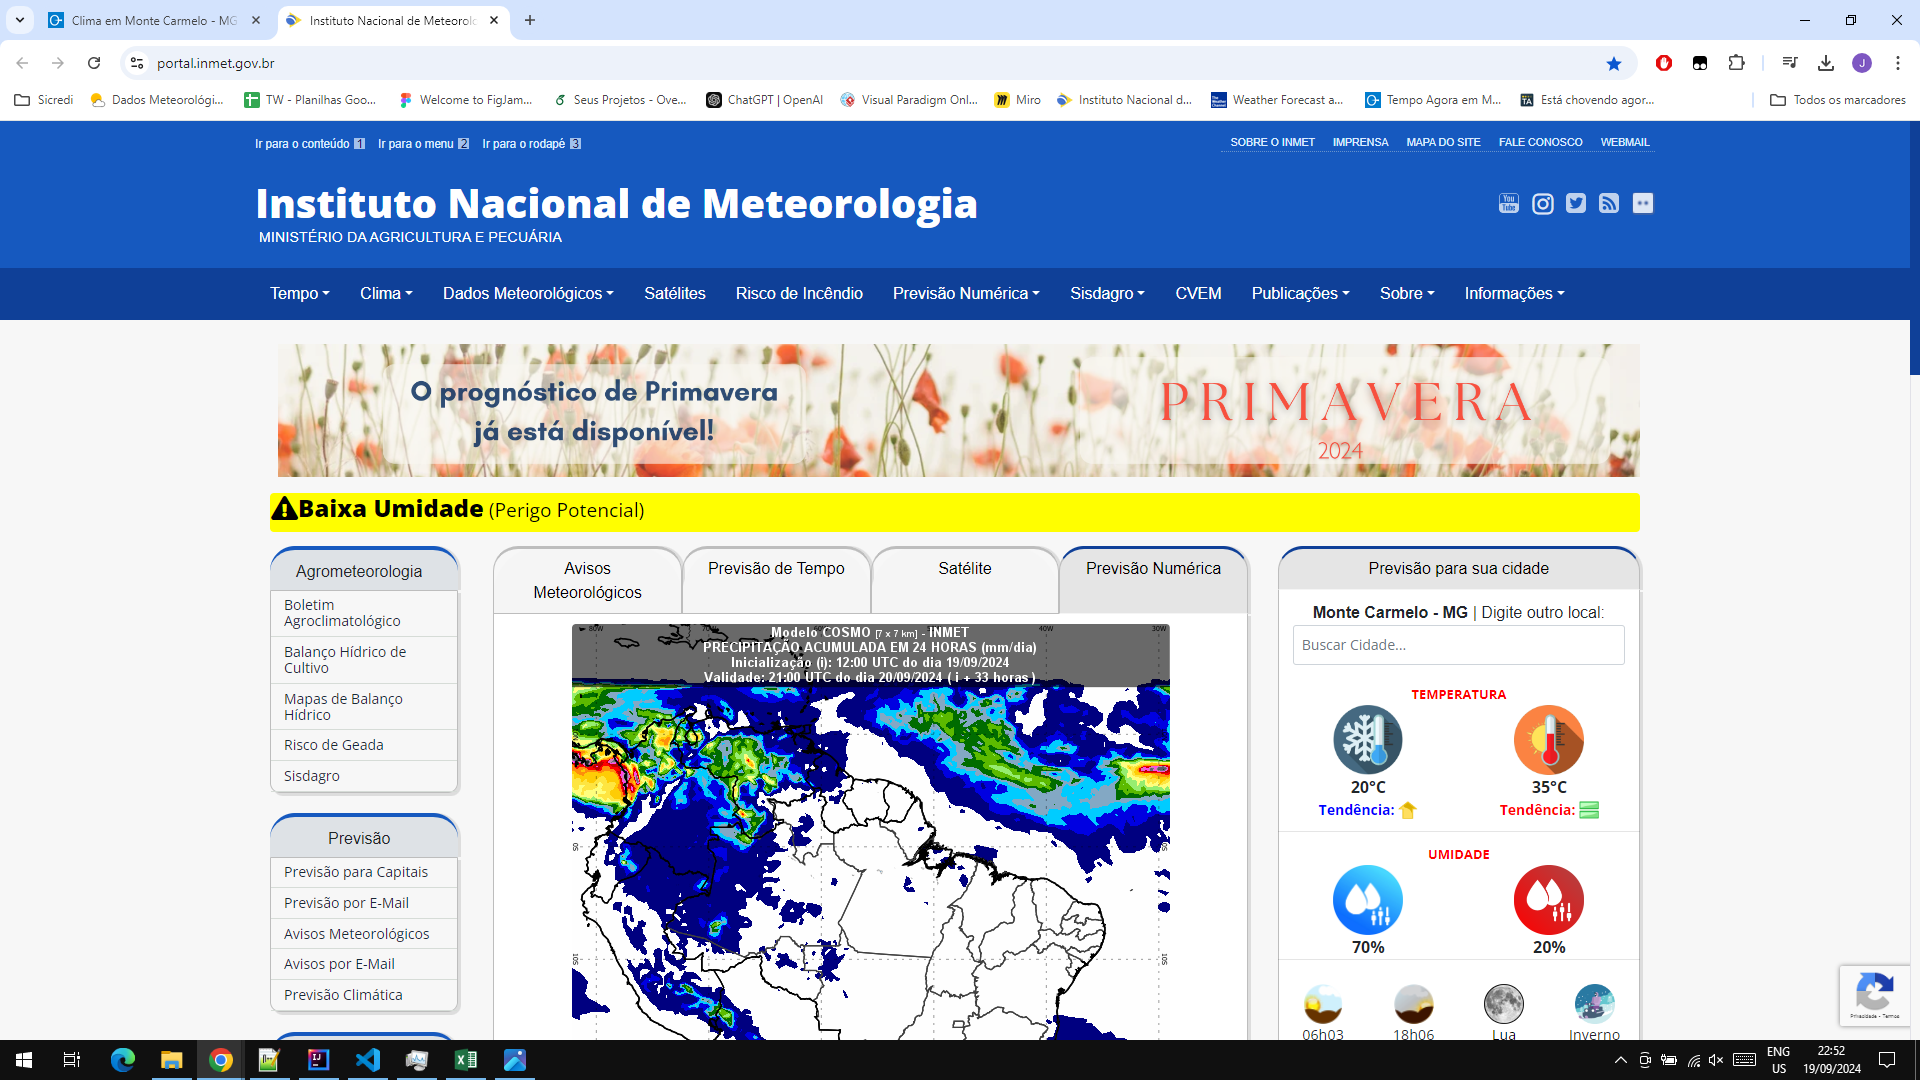 Clima em Monte Carmelo - MG
Instituto Nacional de Meteorolo
portal.inmet.gov.br
J
Sicredi
Dados Meteorológi...
TW - Planilhas Goo...
Welcome to FigJam...
Seus Projetos - Ove...
ChatGPT | OpenAI
Visual Paradigm Onl...
Miro
Instituto Nacional d...
Weather Forecast a...
Tempo Agora em M...
Está chovendo agor...
Todos os marcadores
Ir para o conteúdo 1
Ir para o menu 2
Ir para o rodapé 3
SOBRE O INMET
IMPRENSA
MAPA DO SITE
FALE CONOSCO
WEBMAIL
Instituto Nacional de Meteorologia
MINISTÉRIO DA AGRICULTURA E PECUÁRIA
You Tube
Tempo
Clima
Dados Meteorológicos
Satélites
Risco de Incêndio
Previsão Numérica
Sisdagro
CVEM
Publicações
Sobre
Informações
O prognóstico de Primavera
já está disponível!
PRIMAVERA
2024
Baixa Umidade (Perigo Potencial)
Agrometeorologia
Boletim
Agroclimatológico
Balanço Hídrico de
Cultivo
Mapas de Balanço
Hídrico
Risco de Geada
Sisdagro
Previsão
Previsão para Capitais
Previsão por E-Mail
Avisos Meteorológicos
Avisos por E-Mail
Previsão Climática
Avisos
Meteorológicos
Previsão de Tempo
Satélite
Previsão Numérica
80W
40W
30W
Modelo COSMO [7 x 7 km] - INMET
PRECIPITAÇÃO ACUMULADA EM 24 HORAS (mm/dia)
Inicialização (i): 12:00 UTC do dia 19/09/2024
Validade: 21:00 UTC do dia 20/09/2024 ( i + 33 horas )
10S
10S
Previsão para sua cidade
Monte Carmelo - MG | Digite outro local:
Buscar Cidade...
TEMPERATURA
20°C
35°C
Tendência:
Tendência:
UMIDADE
70%
20%
06h03
18h06
Lua
Inverno
Privacidade - Termos
ENG
US
22:52
19/09/2024